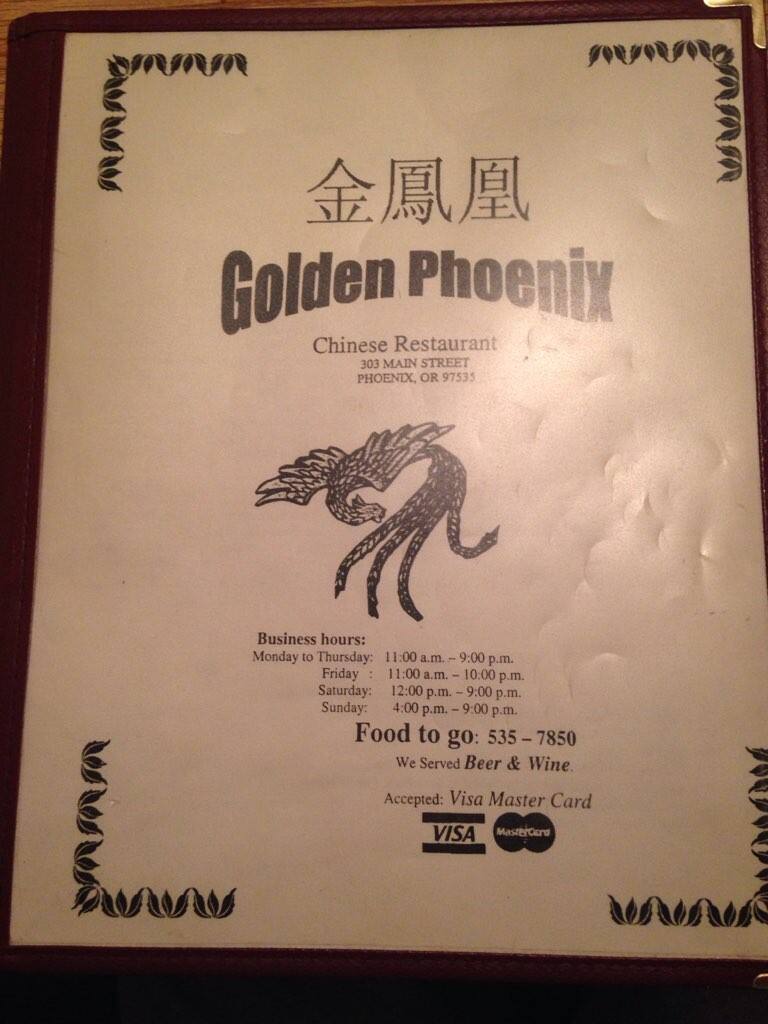 金鳳凰
Golden Phoenix
Chinese Restaurant
303 MAIN STREET
PHOENIX, OR 97535
Business hours:
Monday to Thursday: 11:00 a.m. – 9:00 p.m.
Friday : 11:00 a.m. – 10:00 p.m.
Saturday: 12:00 p.m. – 9:00 p.m.
Sunday: 4:00 p.m. – 9:00 p.m.
Food to go: 535 – 7850
We Served Beer & Wine.
Accepted: Visa Master Card
VISA MasterCard